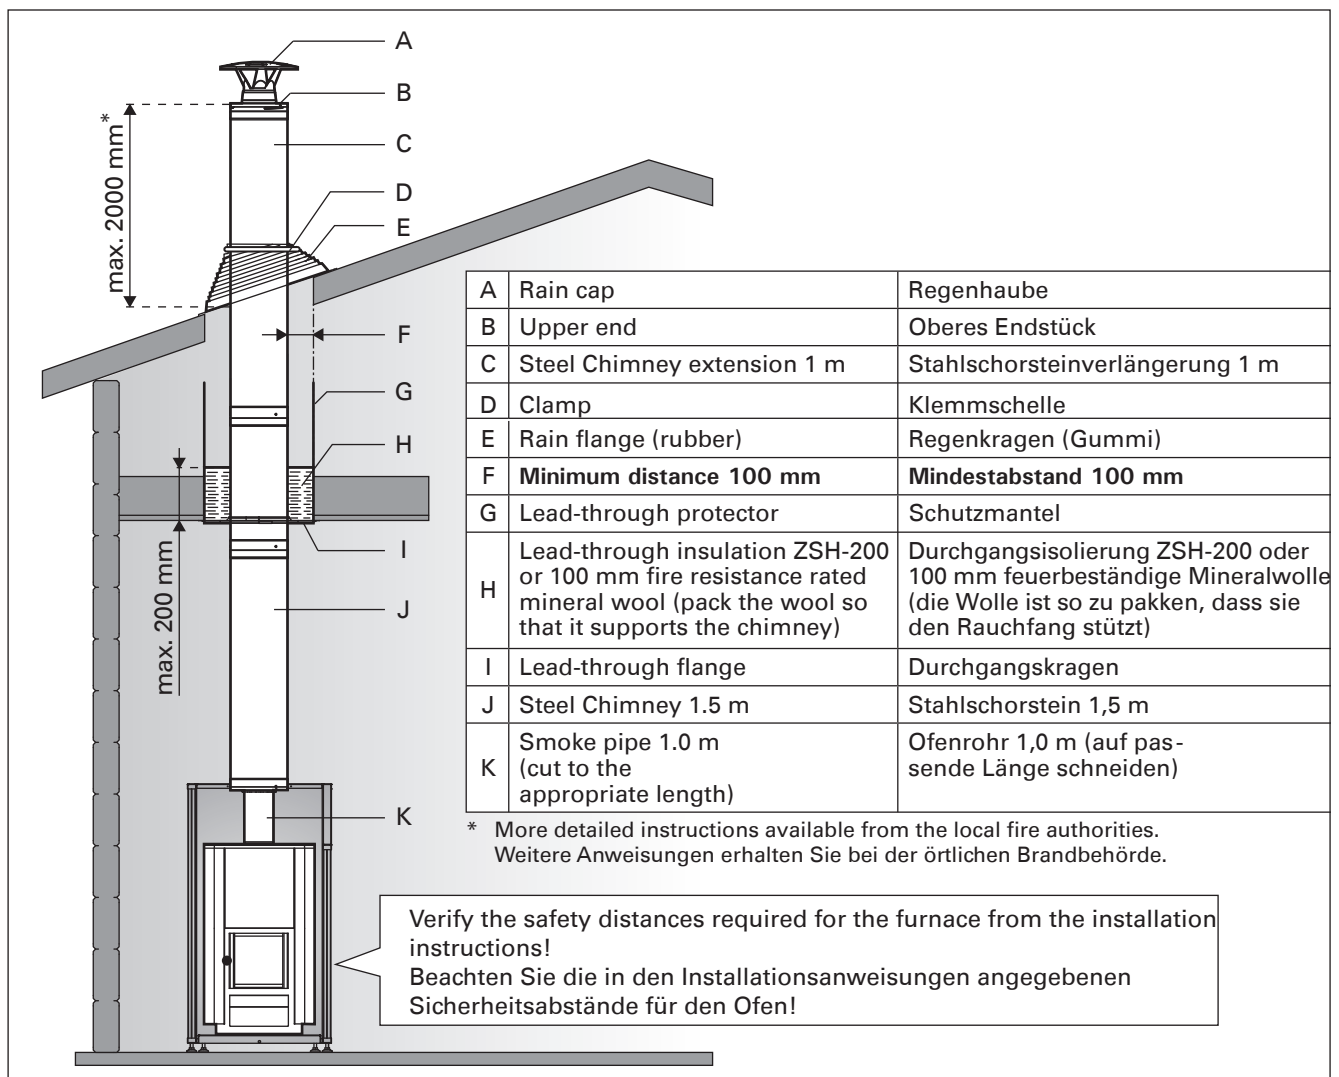 A
B
C
D
E
F
G
H
I
J
K
max. 2000 mm*
max. 200 mm
A Rain cap Regenhaube
B Upper end Oberes Endstück
C Steel Chimney extension 1 m Stahlschorsteinverlängerung 1 m
D Clamp Klemmschelle
E Rain flange (rubber) Regenkragen (Gummi)
F Minimum distance 100 mm Mindestabstand 100 mm
G Lead-through protector Schutzmantel
H
Lead-through insulation ZSH-200
or 100 mm fire resistance rated
mineral wool (pack the wool so
that it supports the chimney)
Durchgangsisolierung ZSH-200 oder
100 mm feuerbeständige Mineralwolle
(die Wolle ist so zu pakken, dass sie
den Rauchfang stützt)
I Lead-through flange Durchgangskragen
J Steel Chimney 1.5 m Stahlschorstein 1,5 m
K
Smoke pipe 1.0 m
(cut to the
appropriate length)
Ofenrohr 1,0 m (auf pas-
sende Länge schneiden)
* More detailed instructions available from the local fire authorities.
Weitere Anweisungen erhalten Sie bei der örtlichen Brandbehörde.
Verify the safety distances required for the furnace from the installation
instructions!
Beachten Sie die in den Installationsanweisungen angegebenen
Sicherheitsabstände für den Ofen!